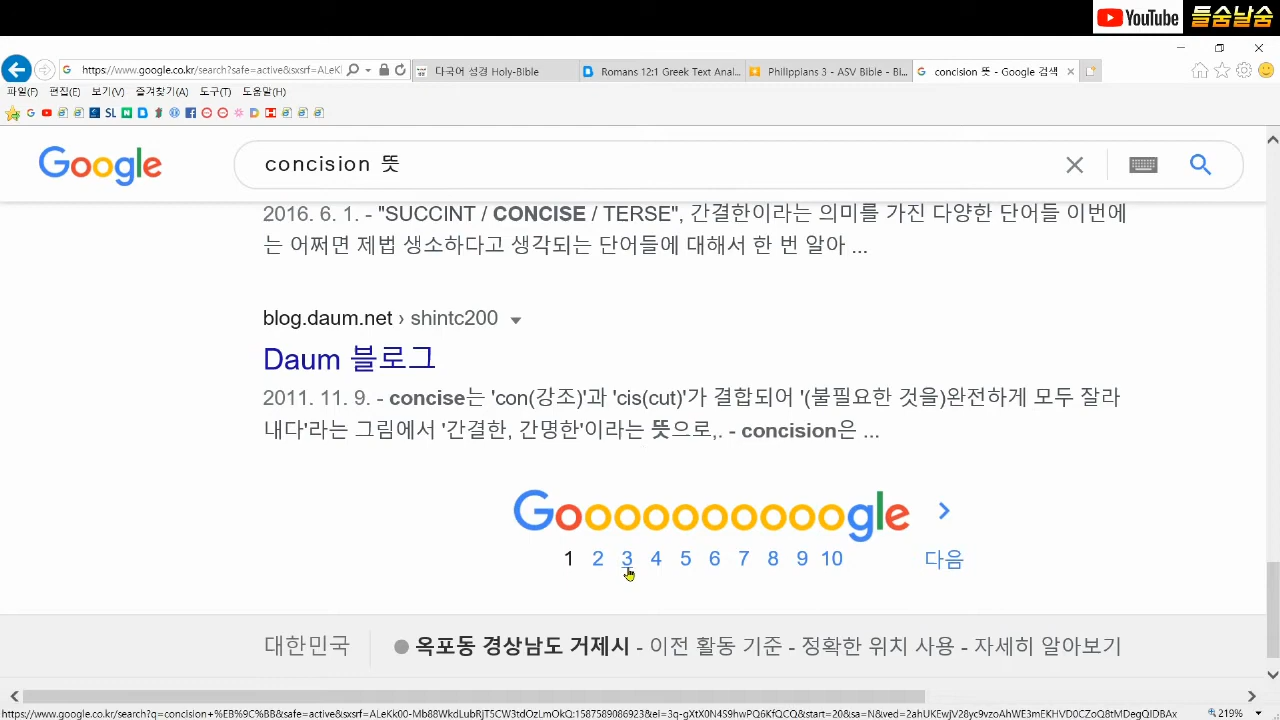 YouTube 들숨날숨
https://www.google.co.kr/search?safe=active&sxsrf=ALeKl
다국어 성경 Holy-Bible
Romans 12:1 Greek Text Anal...
Philippians 3 - ASV Bible - Bi...
concision 뜻 - Google 검색
파일(F) 편집(E) 보기(V) 즐겨찾기(A) 도구(T) 도움말(H)
Google
concision 뜻
2016. 6. 1. - "SUCCINT / CONCISE / TERSE", 간결한이라는 의미를 가진 다양한 단어들 이번에
는 어쩌면 제법 생소하다고 생각되는 단어들에 대해서 한 번 알아 ...
blog.daum.net › shintc200
Daum 블로그
2011. 11. 9. - concise는 'con(강조)'과 'cis(cut)'가 결합되어 '(불필요한 것을)완전하게 모두 잘라
내다'라는 그림에서 '간결한, 간명한'이라는 뜻으로,. - concision은 ...
Goooooooooogle
1 2 3 4 5 6 7 8 9 10 다음
대한민국
옥포동 경상남도 거제시 - 이전 활동 기준 - 정확한 위치 사용 - 자세히 알아보기
219%